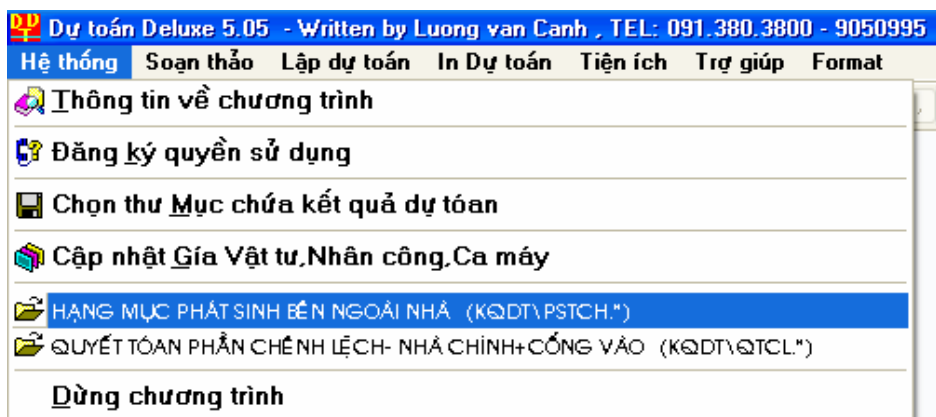 Dự toán Deluxe 5.05 - Written by Luong van Canh , TEL: 091.380.3800 - 9050995
Hệ thống Soạn thảo Lập dự toán In Dự toán Tiện ích Trợ giúp Format
Thông tin về chương trình
Đăng ký quyền sử dụng
Chọn thư Mục chứa kết quả dự tóan
Cập nhật Gía Vật tư,Nhân công,Ca máy
HẠNG MỤC PHÁT SINH BÊN NGOÀI NHÀ (KQDT\PSTCH.*)
QUYẾT TÓAN PHẦN CHÊNH LỆCH- NHÀ CHÍNH+CỔNG VÀO (KQDT\QTCL.*)
Dừng chương trình